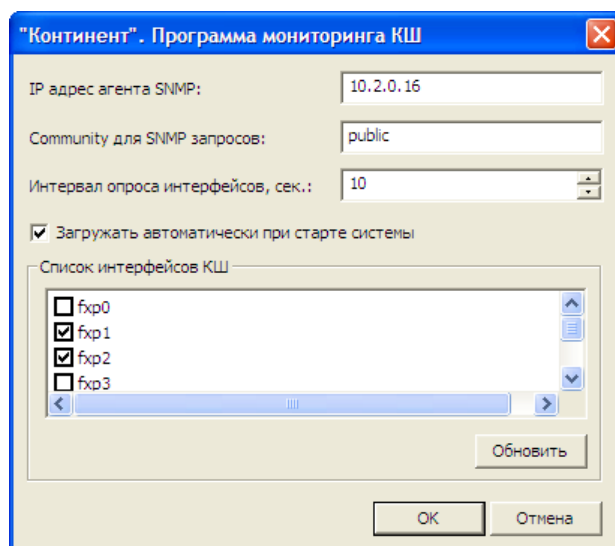 "Континент". Программа мониторинга КШ
IP адрес агента SNMP: 10.2.0.16
Community для SNMP запросов: public
Интервал опроса интерфейсов, сек.: 10
Загружать автоматически при старте системы
Список интерфейсов КШ
fxp0
fxp1
fxp2
fxp3
Обновить
OK Отмена